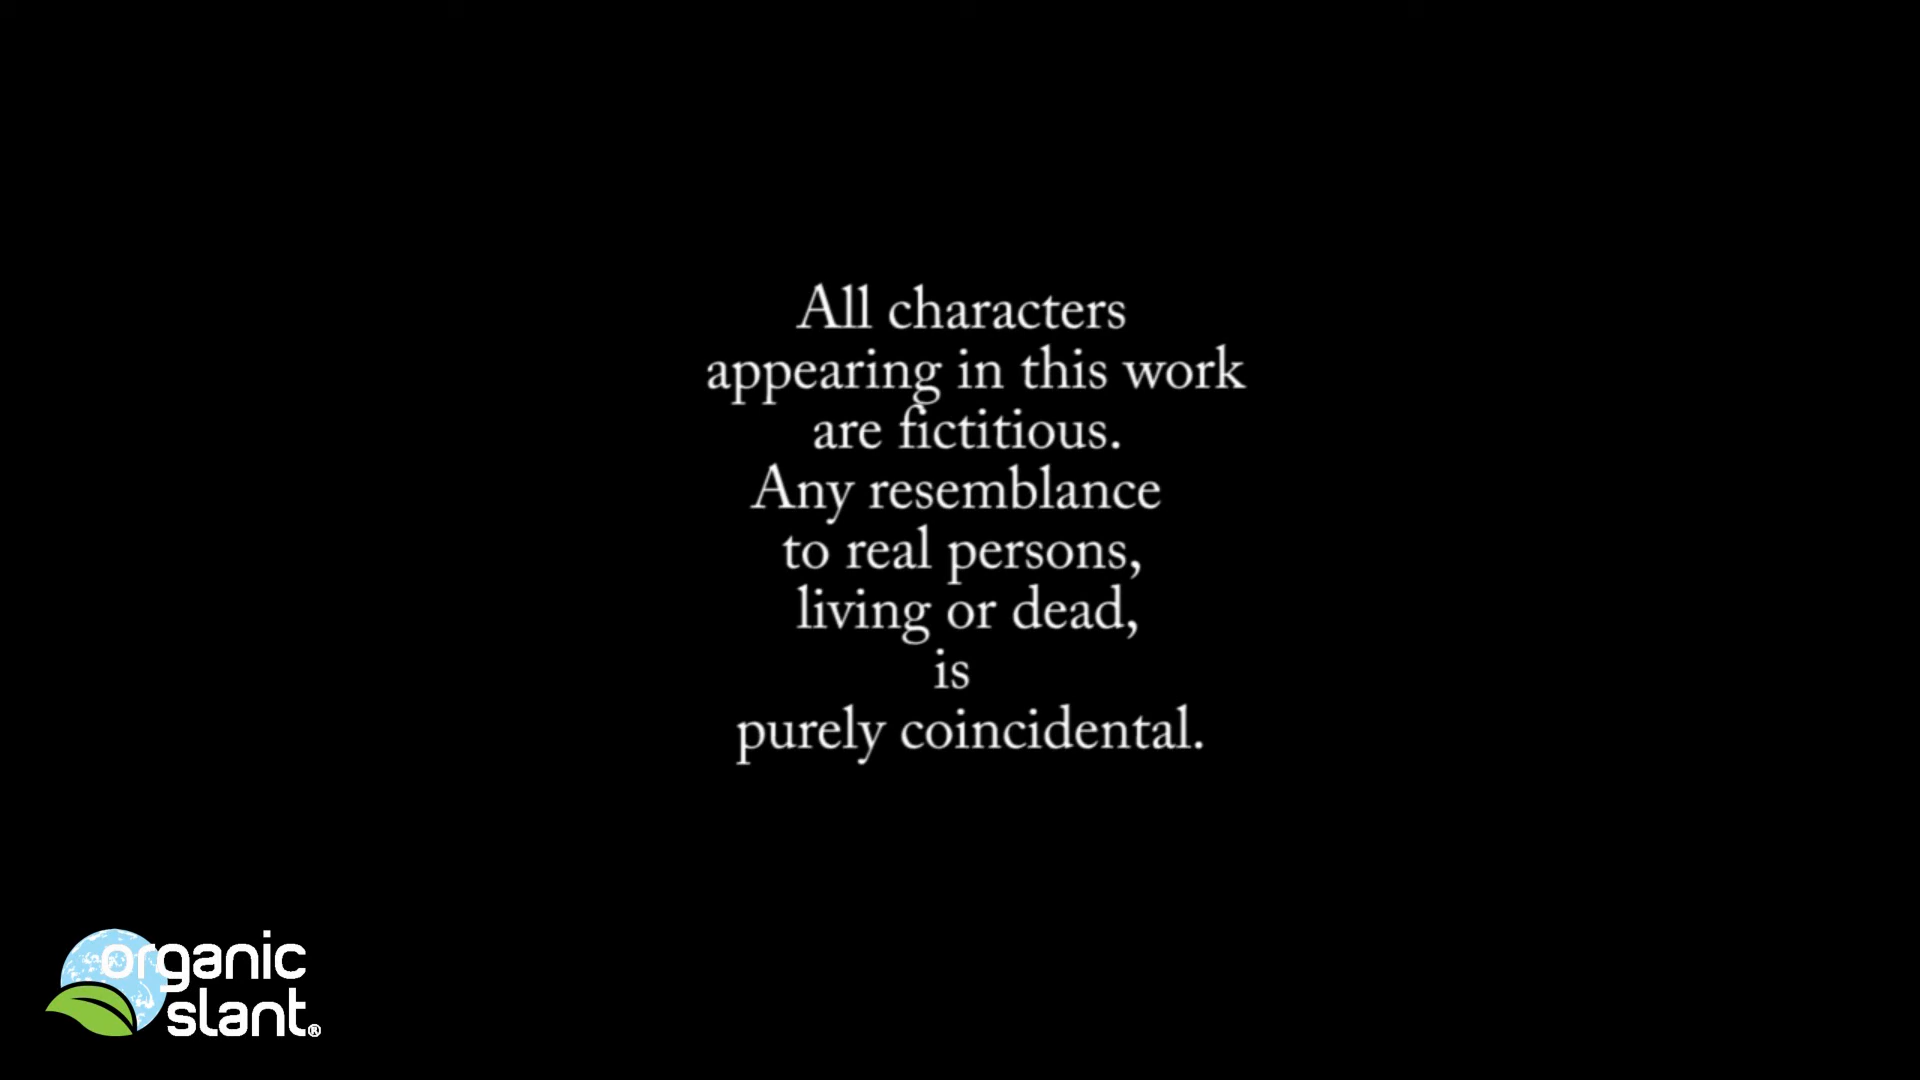 All characters
appearing in this work
are fictitious.
Any resemblance
to real persons,
living or dead,
is
purely coincidental.
organic
slant®